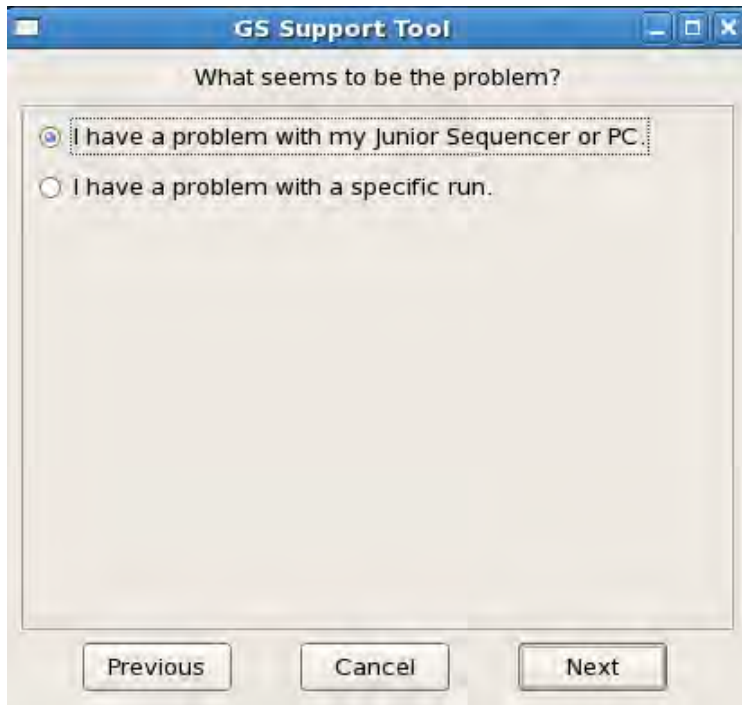 GS Support Tool
What seems to be the problem?
I have a problem with my Junior Sequencer or PC.
I have a problem with a specific run.
Previous Cancel Next